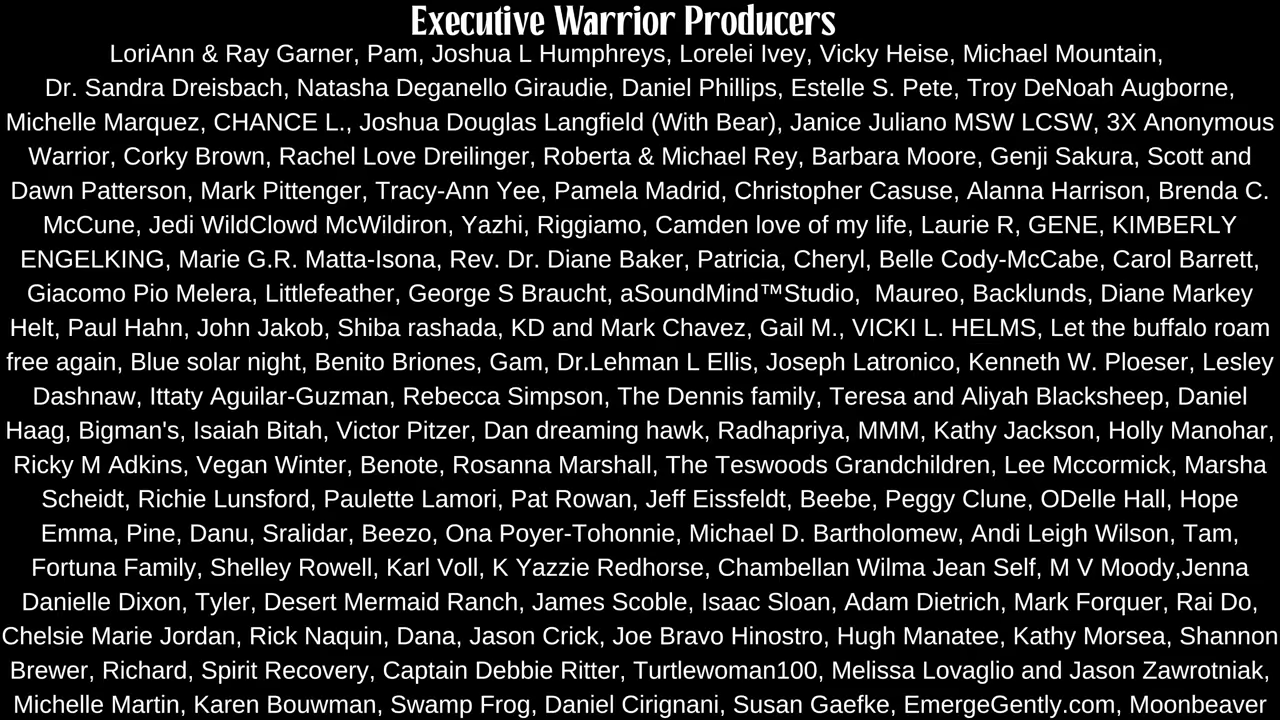 Executive Warrior Producers
LoriAnn & Ray Garner, Pam, Joshua L Humphreys, Lorelei Ivey, Vicky Heise, Michael Mountain,
Dr. Sandra Dreisbach, Natasha Deganello Giraudie, Daniel Phillips, Estelle S. Pete, Troy DeNoah Augborne,
Michelle Marquez, CHANCE L., Joshua Douglas Langfield (With Bear), Janice Juliano MSW LCSW, 3X Anonymous
Warrior, Corky Brown, Rachel Love Dreilinger, Roberta & Michael Rey, Barbara Moore, Genji Sakura, Scott and
Dawn Patterson, Mark Pittenger, Tracy-Ann Yee, Pamela Madrid, Christopher Casuse, Alanna Harrison, Brenda C.
McCune, Jedi WildClowd McWildiron, Yazhi, Riggiamo, Camden love of my life, Laurie R, GENE, KIMBERLY
ENGELKING, Marie G.R. Matta-Isona, Rev. Dr. Diane Baker, Patricia, Cheryl, Belle Cody-McCabe, Carol Barrett,
Giacomo Pio Melera, Littlefeather, George S Braucht, aSoundMind™Studio,  Maureo, Backlunds, Diane Markey
Helt, Paul Hahn, John Jakob, Shiba rashada, KD and Mark Chavez, Gail M., VICKI L. HELMS, Let the buffalo roam
free again, Blue solar night, Benito Briones, Gam, Dr.Lehman L Ellis, Joseph Latronico, Kenneth W. Ploeser, Lesley
Dashnaw, Ittaty Aguilar-Guzman, Rebecca Simpson, The Dennis family, Teresa and Aliyah Blacksheep, Daniel
Haag, Bigman's, Isaiah Bitah, Victor Pitzer, Dan dreaming hawk, Radhapriya, MMM, Kathy Jackson, Holly Manohar,
Ricky M Adkins, Vegan Winter, Benote, Rosanna Marshall, The Teswoods Grandchildren, Lee Mccormick, Marsha
Scheidt, Richie Lunsford, Paulette Lamori, Pat Rowan, Jeff Eissfeldt, Beebe, Peggy Clune, ODelle Hall, Hope
Emma, Pine, Danu, Sralidar, Beezo, Ona Poyer-Tohonnie, Michael D. Bartholomew, Andi Leigh Wilson, Tam,
Fortuna Family, Shelley Rowell, Karl Voll, K Yazzie Redhorse, Chambellan Wilma Jean Self, M V Moody,Jenna
Danielle Dixon, Tyler, Desert Mermaid Ranch, James Scoble, Isaac Sloan, Adam Dietrich, Mark Forquer, Rai Do,
Chelsie Marie Jordan, Rick Naquin, Dana, Jason Crick, Joe Bravo Hinostro, Hugh Manatee, Kathy Morsea, Shannon
Brewer, Richard, Spirit Recovery, Captain Debbie Ritter, Turtlewoman100, Melissa Lovaglio and Jason Zawrotniak,
Michelle Martin, Karen Bouwman, Swamp Frog, Daniel Cirignani, Susan Gaefke, EmergeGently.com, Moonbeaver